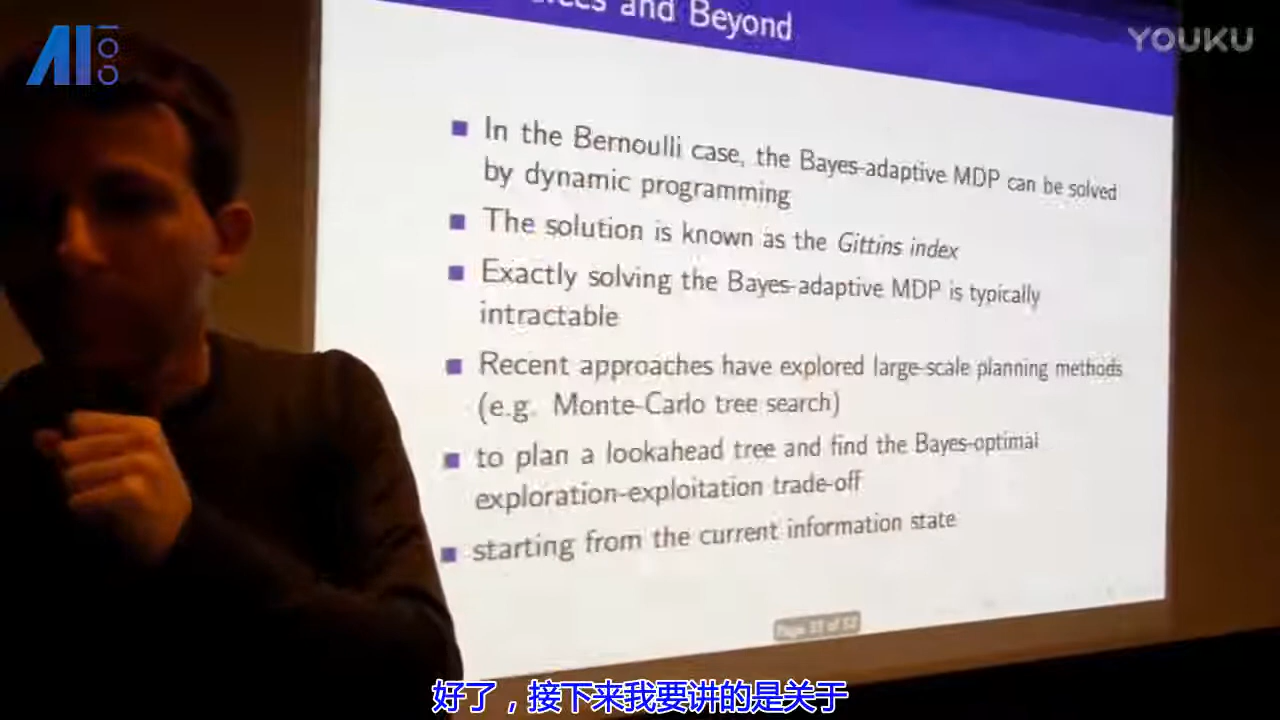 AI
100
YOUKU
and Beyond
In the Bernoulli case, the Bayes-adaptive MDP can be solved
by dynamic programming
The solution is known as the Gittins index
Exactly solving the Bayes-adaptive MDP is typically
intractable
Recent approaches have explored large-scale planning methods
(e.g. Monte-Carlo tree search)
to plan a lookahead tree and find the Bayes-optimal
exploration-exploitation trade-off
starting from the current information state
好了，接下来我要讲的是关于